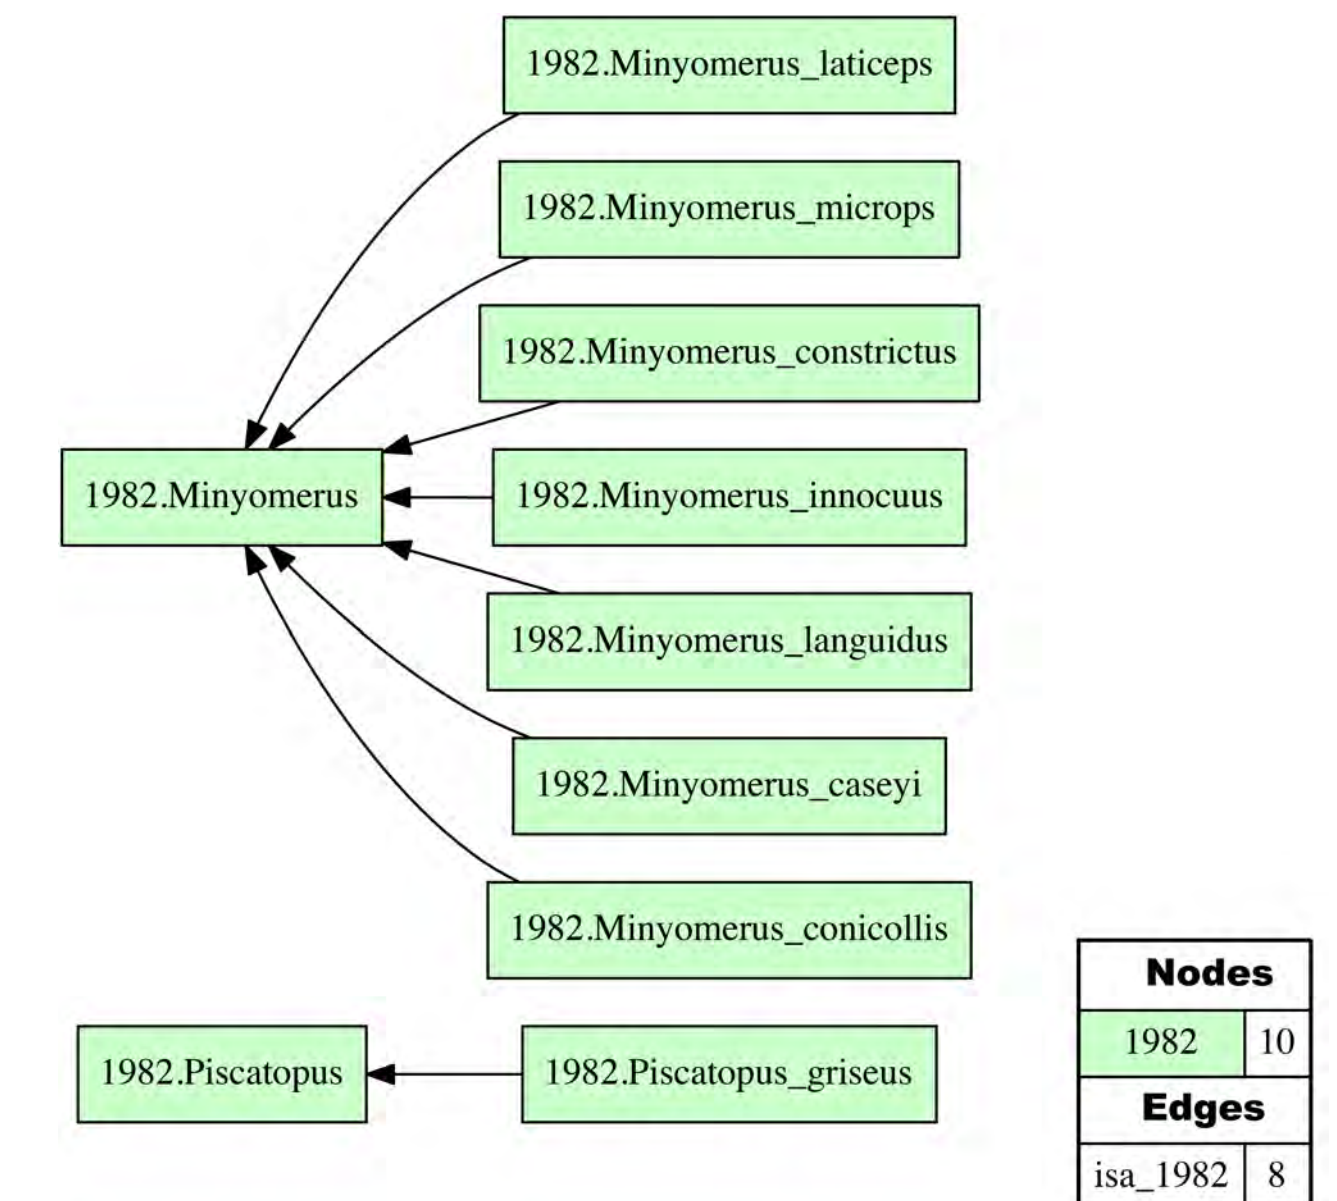 1982.Minyomerus_laticeps
1982.Minyomerus_microps
1982.Minyomerus_constrictus
1982.Minyomerus
1982.Minyomerus_innocuus
1982.Minyomerus_languidus
1982.Minyomerus_caseyi
1982.Minyomerus_conicollis
1982.Piscatopus
1982.Piscatopus_griseus
Nodes
1982 10
Edges
isa_1982 8